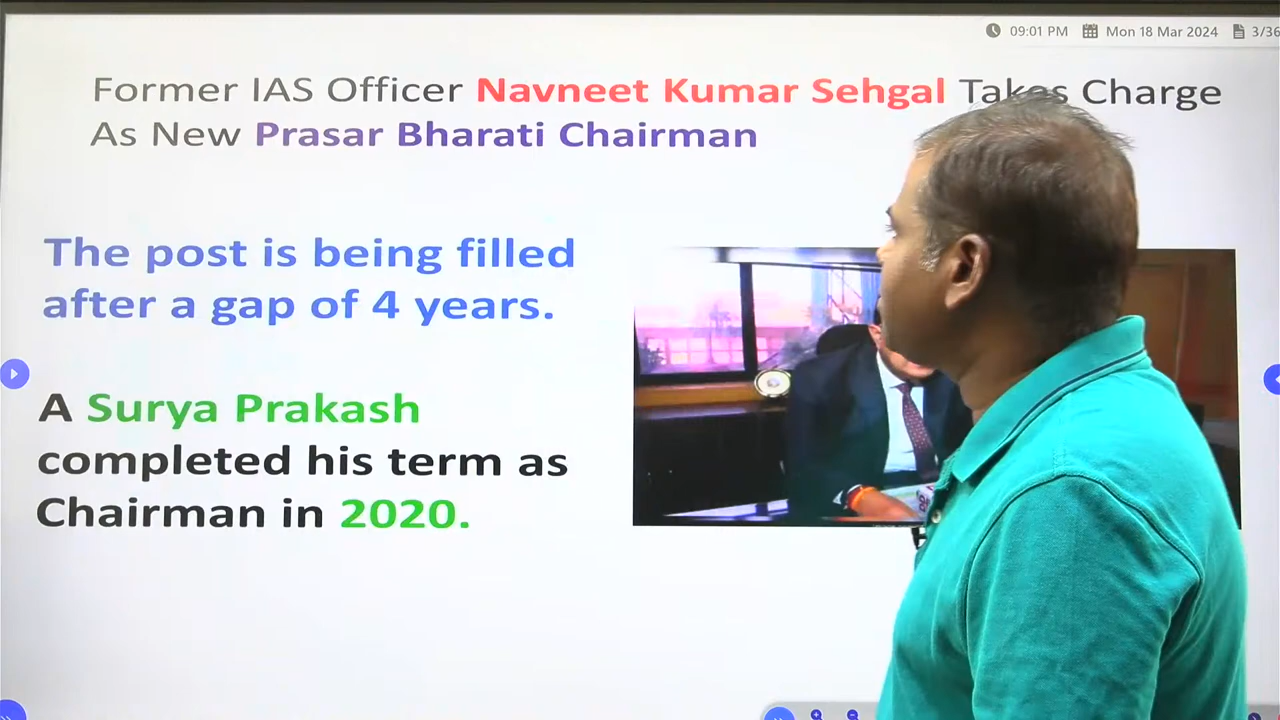 09:01 PM Mon 18 Mar 2024 3/36
Former IAS Officer Navneet Kumar Sehgal Takes Charge
As New Prasar Bharati Chairman
The post is being filled
after a gap of 4 years.
A Surya Prakash
completed his term as
Chairman in 2020.